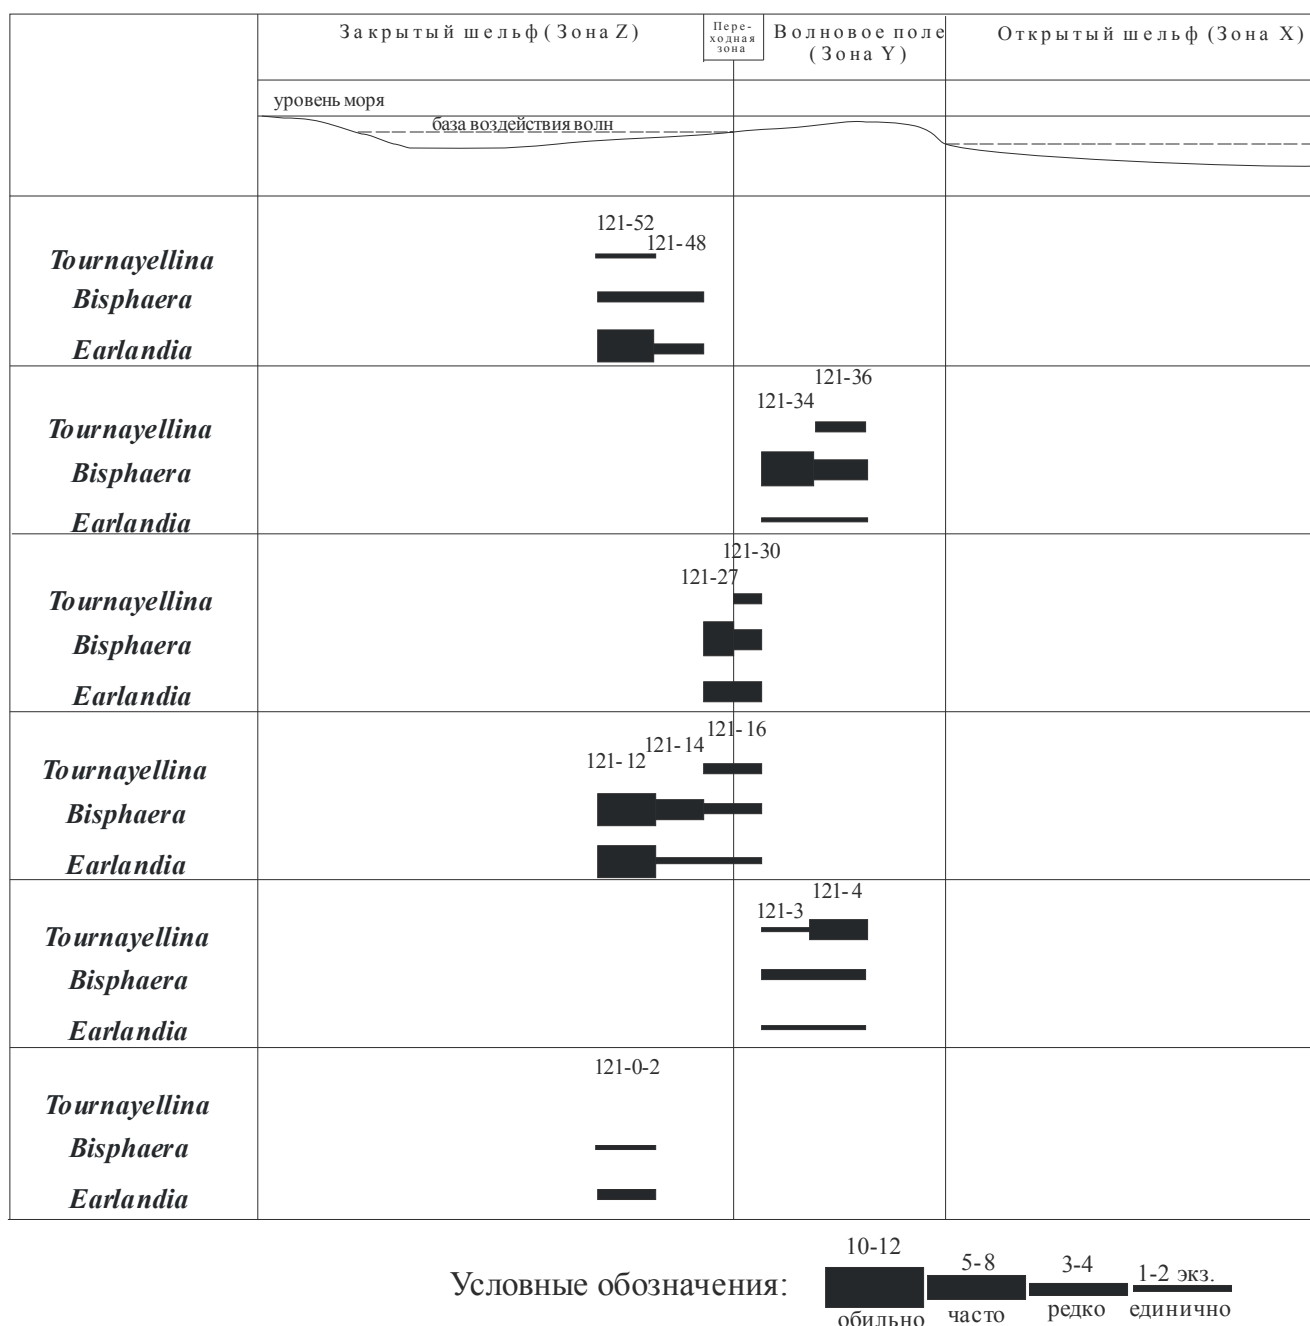 Закрытый шельф (Зона Z)
Пере-
ходная
зона
Волновое поле
(Зона Y)
Открытый шельф (Зона X)
уровень моря
база воздействия волн
121-52
121-48
Tournayellina
Bisphaera
Earlandia
121-36
121-34
Tournayellina
Bisphaera
Earlandia
121-30
121-27
Tournayellina
Bisphaera
Earlandia
121-16
121-14
121-12
Tournayellina
Bisphaera
Earlandia
121-4
121-3
Tournayellina
Bisphaera
Earlandia
121-0-2
Tournayellina
Bisphaera
Earlandia
Условные обозначения:
10-12
5-8
3-4
1-2 экз.
обильно
часто
редко
единично